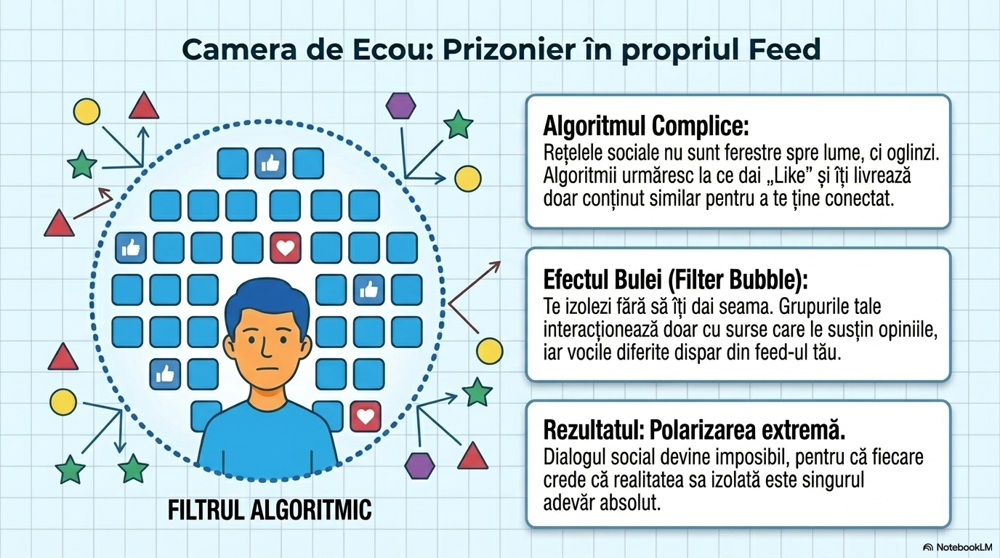 Camera de Ecou: Prizonier în propriul Feed
FILTRUL ALGORITMIC
Algoritmul Complice:
Rețelele sociale nu sunt ferestre spre lume, ci oglinzi.
Algoritmii urmăresc la ce dai „Like” și îți livrează
doar conținut similar pentru a te ține conectat.
Efectul Bulei (Filter Bubble):
Te izolezi fără să îți dai seama. Grupurile tale
interacționează doar cu surse care le susțin opiniile,
iar vocile diferite dispar din feed-ul tău.
Rezultatul: Polarizarea extremă.
Dialogul social devine imposibil, pentru că fiecare
crede că realitatea sa izolată este singurul
adevăr absolut.
NotebookLM